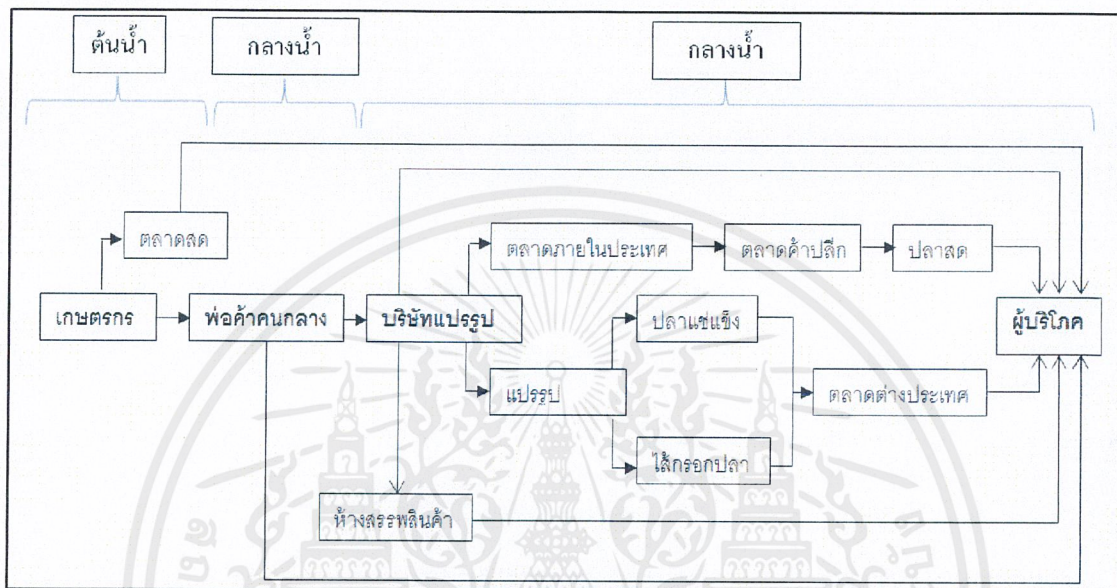 ต้นน้ำ
กลางน้ำ
กลางน้ำ
ตลาดสด
ตลาดภายในประเทศ
ตลาดค้าปลีก
ปลาสด
เกษตรกร
พ่อค้าคนกลาง
บริษัทแปรรูป
ปลาแช่แข็ง
ผู้บริโภค
แปรรูป
ตลาดต่างประเทศ
ไส้กรอกปลา
ห้างสรรพสินค้า